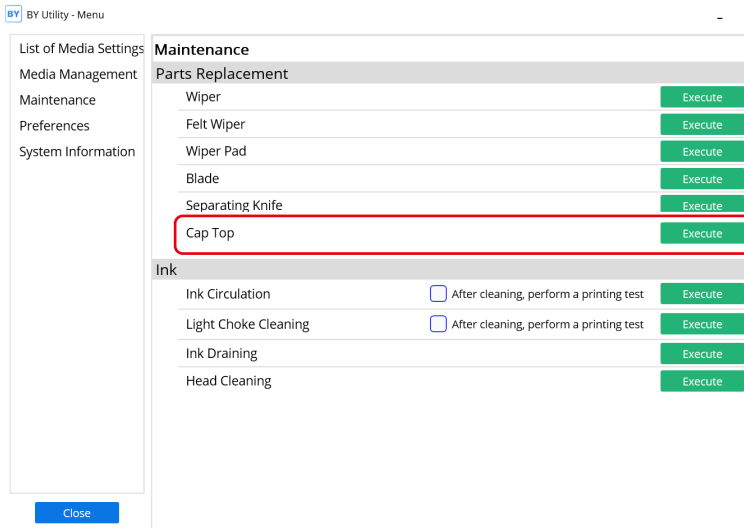 BY BY Utility - Menu
List of Media Settings
Media Management
Maintenance
Preferences
System Information
Close
Maintenance
Parts Replacement
Wiper Execute
Felt Wiper Execute
Wiper Pad Execute
Blade Execute
Separating Knife Execute
Cap Top Execute
Ink
Ink Circulation After cleaning, perform a printing test Execute
Light Choke Cleaning After cleaning, perform a printing test Execute
Ink Draining Execute
Head Cleaning Execute